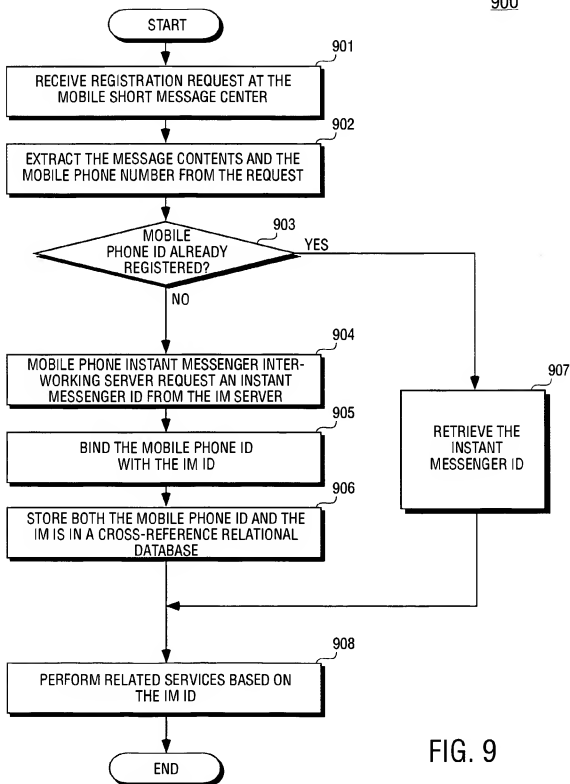 900
START
901
RECEIVE REGISTRATION REQUEST AT THE
MOBILE SHORT MESSAGE CENTER
902
EXTRACT THE MESSAGE CONTENTS AND THE
MOBILE PHONE NUMBER FROM THE REQUEST
903
MOBILE
PHONE ID ALREADY
REGISTERED?
YES
NO
904
MOBILE PHONE INSTANT MESSENGER INTER-
WORKING SERVER REQUEST AN INSTANT
MESSENGER ID FROM THE IM SERVER
907
RETRIEVE THE
INSTANT
MESSENGER ID
905
BIND THE MOBILE PHONE ID
WITH THE IM ID
906
STORE BOTH THE MOBILE PHONE ID AND THE
IM IS IN A CROSS-REFERENCE RELATIONAL
DATABASE
908
PERFORM RELATED SERVICES BASED ON
THE IM ID
END
FIG. 9